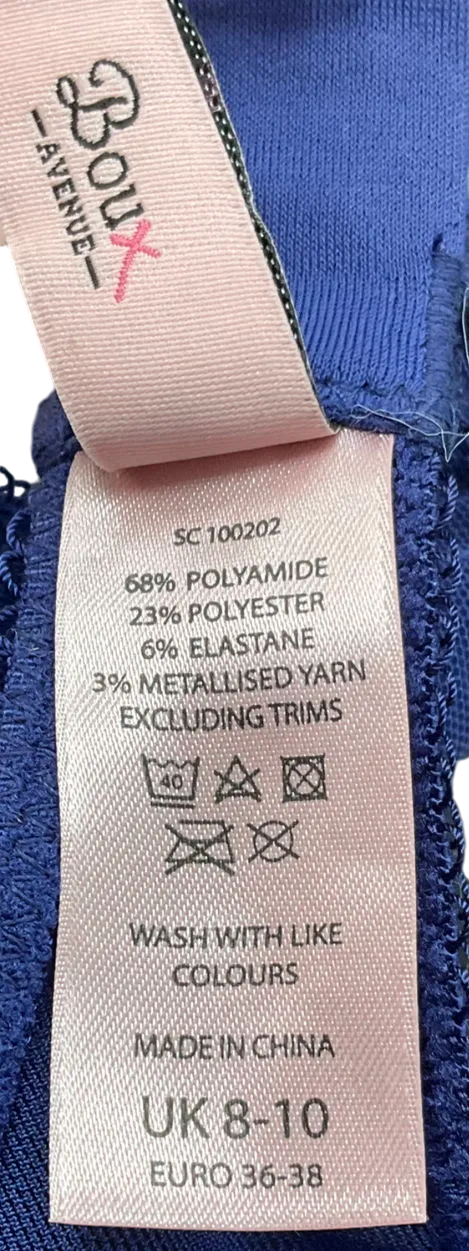 Boux
—AVENUE—
SC 100202
68% POLYAMIDE
23% POLYESTER
6% ELASTANE
3% METALLISED YARN
EXCLUDING TRIMS
40
WASH WITH LIKE
COLOURS
MADE IN CHINA
UK 8-10
EURO 36-38